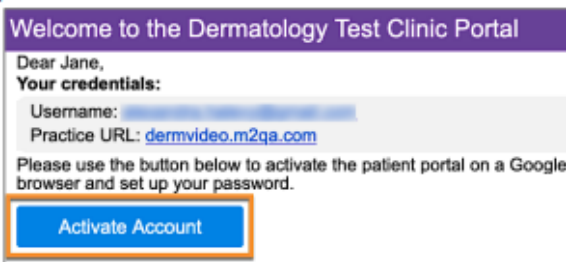 Welcome to the Dermatology Test Clinic Portal
Dear Jane,
Your credentials:
Username:
Practice URL: dermvideo.m2qa.com
Please use the button below to activate the patient portal on a Google
browser and set up your password.
Activate Account